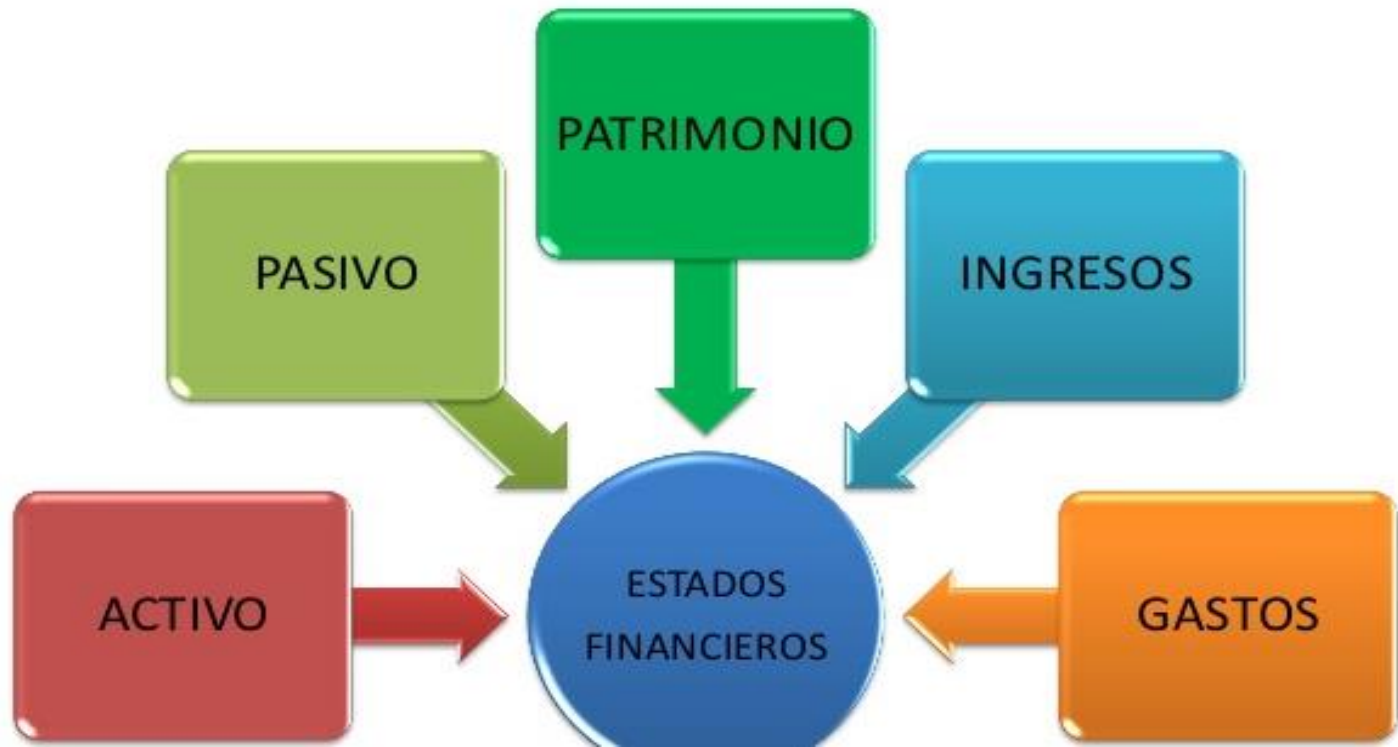 PATRIMONIO
PASIVO
INGRESOS
ACTIVO
ESTADOS
FINANCIEROS
GASTOS